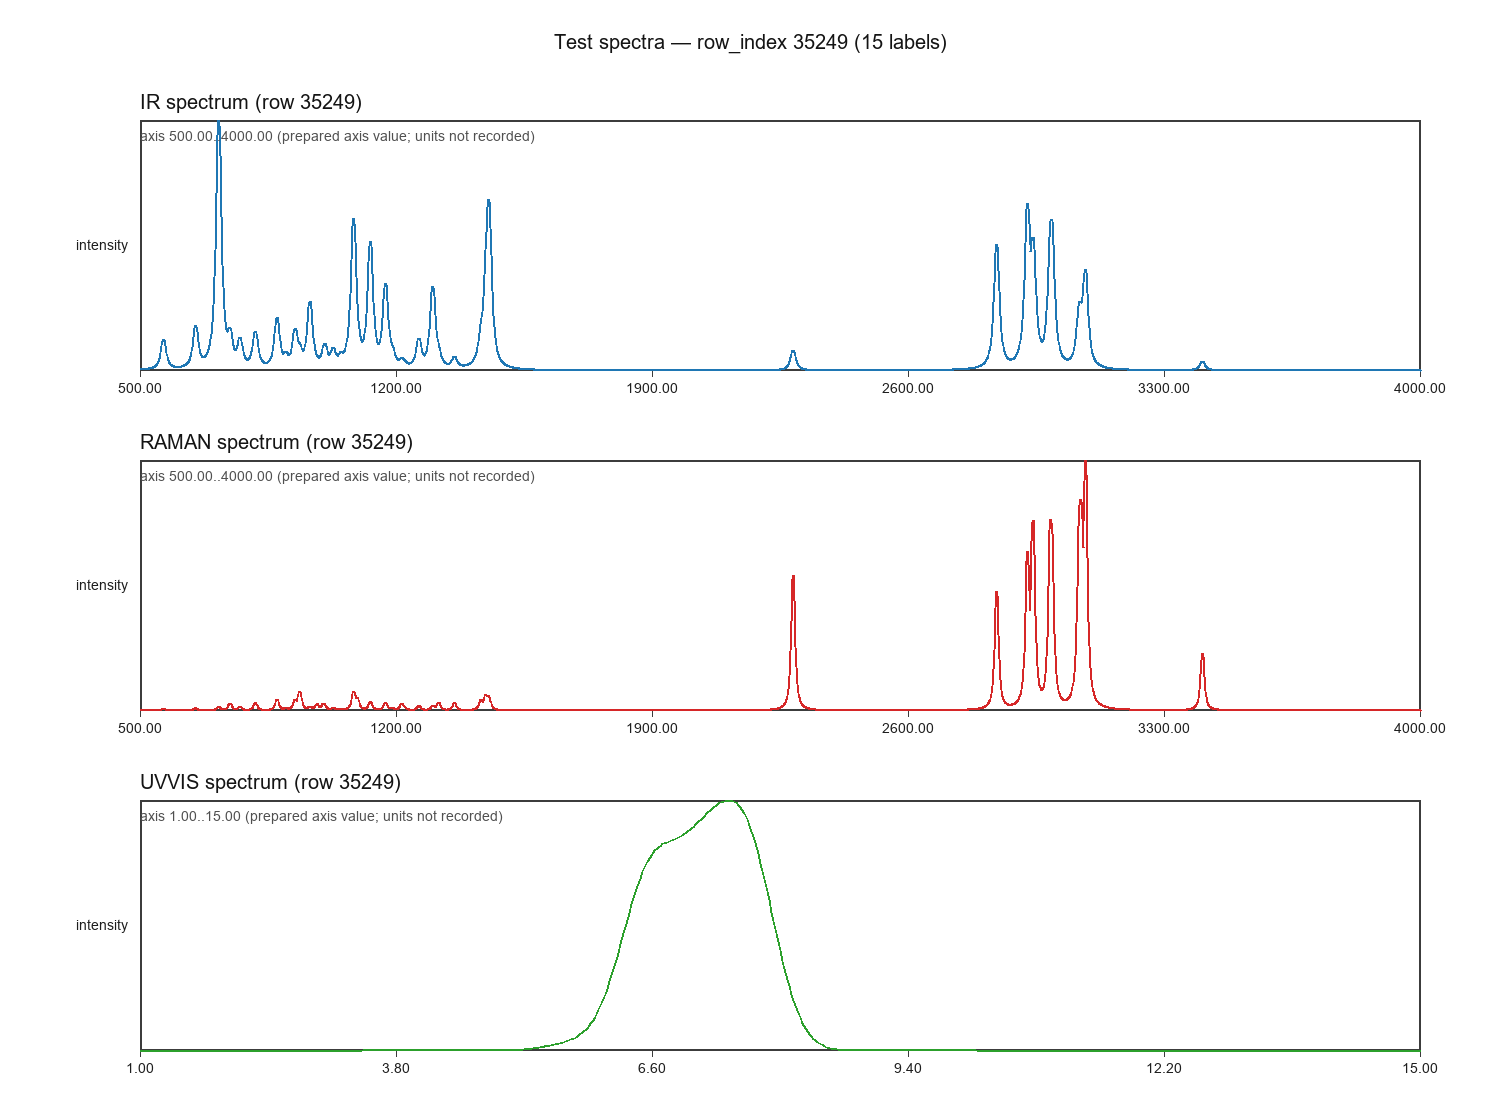 Test spectra — row_index 35249 (15 labels)
IR spectrum (row 35249)
axis 500.00..4000.00 (prepared axis value; units not recorded)
intensity
500.00 1200.00 1900.00 2600.00 3300.00 4000.00
RAMAN spectrum (row 35249)
axis 500.00..4000.00 (prepared axis value; units not recorded)
intensity
500.00 1200.00 1900.00 2600.00 3300.00 4000.00
UVVIS spectrum (row 35249)
axis 1.00..15.00 (prepared axis value; units not recorded)
intensity
1.00 3.80 6.60 9.40 12.20 15.00